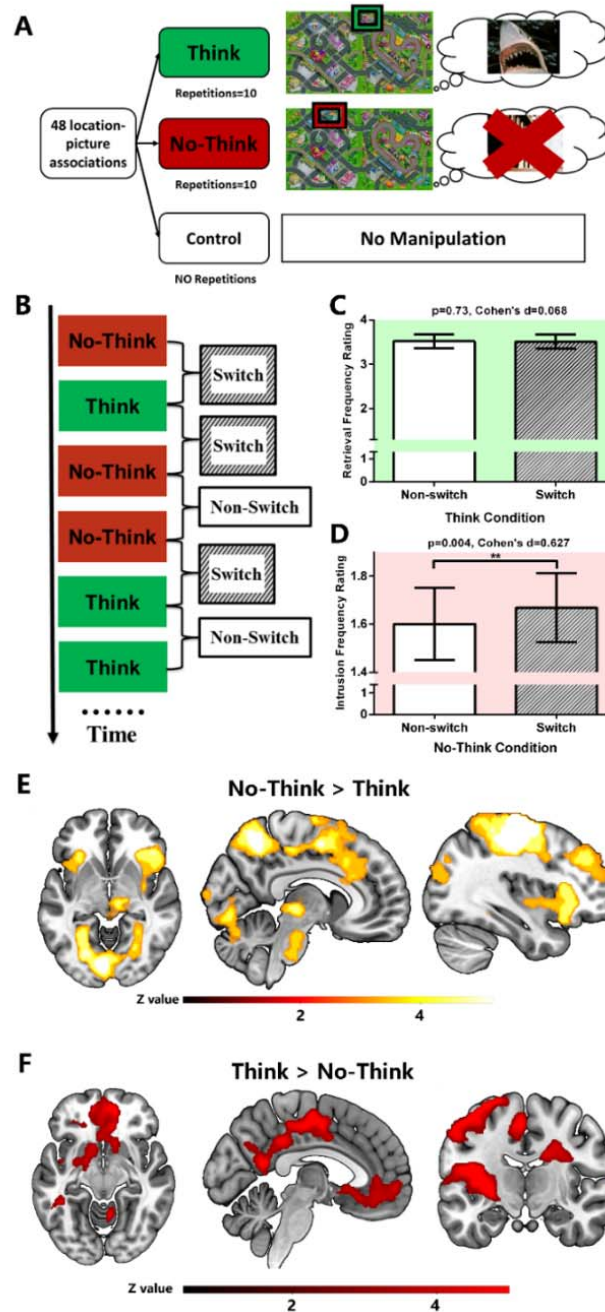 A
Think
Repetitions=10
48 location-
picture
associations
No-Think
Repetitions=10
Control
No Manipulation
NO Repetitions
B
No-Think
Think
No-Think
No-Think
Think
Think
......
Time
Switch
Switch
Non-Switch
Switch
Non-Switch
C
p=0.73, Cohen's d=0.068
Retrieval Frequency Rating
4
3
2
1
0
Non-switch
Switch
Think Condition
D
p=0.004, Cohen's d=0.627
**
Intrusion Frequency Rating
1.8
1.6
1.4
1
0
Non-switch
Switch
No-Think Condition
E
No-Think > Think
Z value
2
4
F
Think > No-Think
Z value
2
4